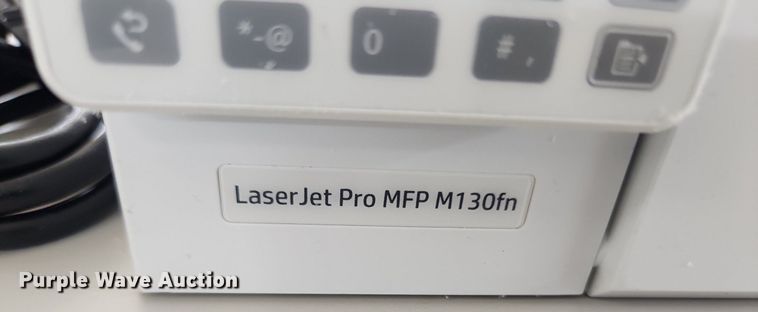 *-@
0
#,
LaserJet Pro MFP M130fn
Purple Wave Auction